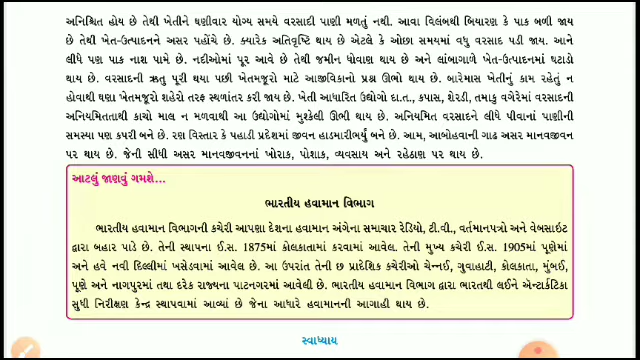 અનિશ્ચિત હોય છે તેથી ખેતીને ઘણીવાર યોગ્ય સમયે વરસાદી પાણી મળતું નથી. આવા વિલંબથી બિયારણ કે પાક બળી જાય
છે તેથી ખેત-ઉત્પાદનને અસર પહોંચે છે. ક્યારેક અતિવૃષ્ટિ થાય છે એટલે કે ઓછા સમયમાં વધુ વરસાદ પડી જાય. આને
લીધે પણ પાક નાશ પામે છે. નદીઓમાં પૂર આવે છે તેથી જમીન ધોવાણ થાય છે અને લાંબાગાળે ખેત-ઉત્પાદનમાં ઘટાડો
થાય છે. વરસાદની ઋતુ પૂરી થયા પછી ખેતમજૂરો માટે આજીવિકાનો પ્રશ્ન ઊભો થાય છે. બારેમાસ ખેતીનું કામ રહેતું ન
હોવાથી ઘણા ખેતમજૂરો શહેરો તરફ સ્થળાંતર કરી જાય છે. ખેતી આધારિત ઉદ્યોગો દા.ત., કપાસ, શેરડી, તમાકુ વગેરેમાં વરસાદની
અનિયમિતતાથી કાચો માલ ન મળવાથી આ ઉદ્યોગોમાં મુશ્કેલી ઊભી થાય છે. અનિયમિત વરસાદને લીધે પીવાનાં પાણીની
સમસ્યા પણ કપરી બને છે. રણ વિસ્તાર કે પહાડી પ્રદેશમાં જીવન હાડમારીભર્યું બને છે. આમ, આબોહવાની ગાઢ અસર માનવજીવન
પર થાય છે. જેની સીધી અસર માનવજીવનનાં ખોરાક, પોશાક, વ્યવસાય અને રહેઠાણ પર થાય છે.
આટલું જાણવું ગમશે...
ભારતીય હવામાન વિભાગ
ભારતીય હવામાન વિભાગની કચેરી આપણા દેશના હવામાન અંગેના સમાચાર રેડિયો, ટી.વી., વર્તમાનપત્રો અને વેબસાઇટ
દ્વારા બહાર પાડે છે. તેની સ્થાપના ઈ.સ. 1875માં કોલકાતામાં કરવામાં આવેલ. તેની મુખ્ય કચેરી ઈ.સ. 1905માં પૂણેમાં
અને હવે નવી દિલ્લીમાં ખસેડવામાં આવેલ છે. આ ઉપરાંત તેની છ પ્રાદેશિક કચેરીઓ ચેન્નઈ, ગુવાહાટી, કોલકાતા, મુંબઈ,
પૂણે અને નાગપુરમાં તથા દરેક રાજ્યના પાટનગરમાં આવેલી છે. ભારતીય હવામાન વિભાગ દ્વારા ભારતથી લઈને ઍન્ટાર્કટિકા
સુધી નિરીક્ષણ કેન્દ્ર સ્થાપવામાં આવ્યાં છે જેના આધારે હવામાનની આગાહી થાય છે.
સ્વાધ્યાય